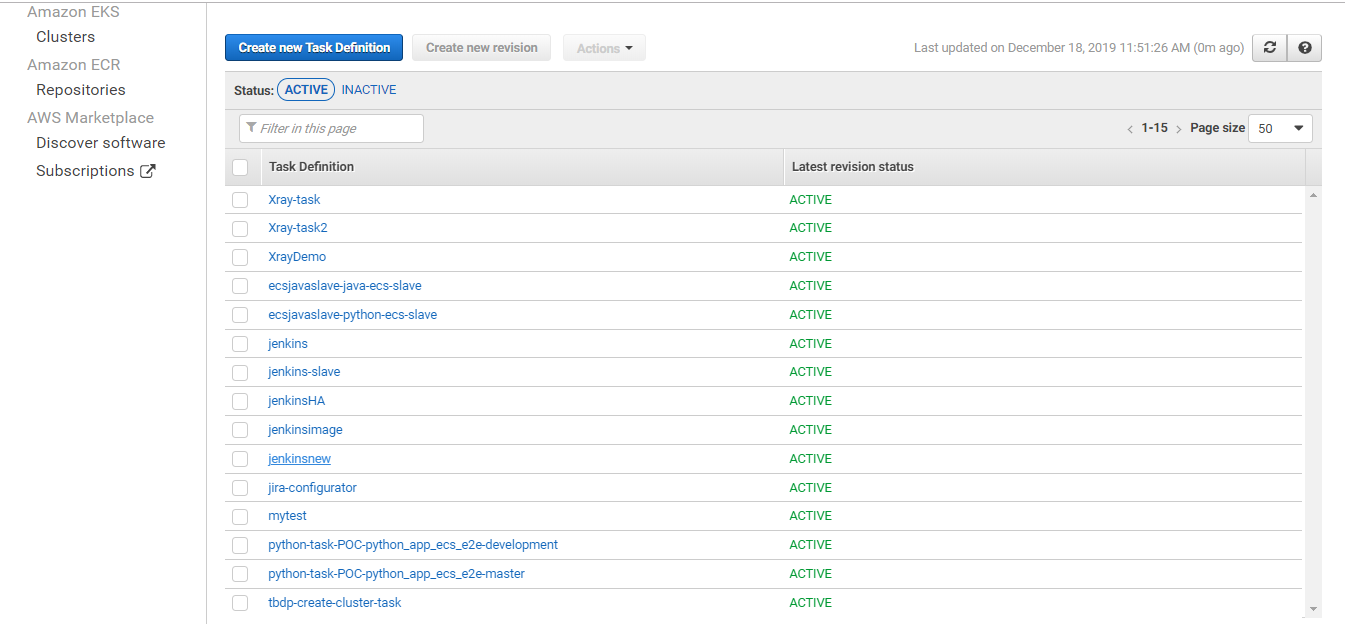 Amazon EKS
Clusters
Amazon ECR
Repositories
AWS Marketplace
Discover software
Subscriptions
Create new Task Definition Create new revision Actions Last updated on December 18, 2019 11:51:26 AM (0m ago)
Status: ACTIVE INACTIVE
Filter in this page < 1-15 > Page size 50
Task Definition Latest revision status
Xray-task ACTIVE
Xray-task2 ACTIVE
XrayDemo ACTIVE
ecsjavaslave-java-ecs-slave ACTIVE
ecsjavaslave-python-ecs-slave ACTIVE
jenkins ACTIVE
jenkins-slave ACTIVE
jenkinsHA ACTIVE
jenkinsimage ACTIVE
jenkinsnew ACTIVE
jira-configurator ACTIVE
mytest ACTIVE
python-task-POC-python_app_ecs_e2e-development ACTIVE
python-task-POC-python_app_ecs_e2e-master ACTIVE
tbdp-create-cluster-task ACTIVE